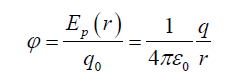 φ = E_p(r) / q_0 = 1 / 4πε_0 q / r